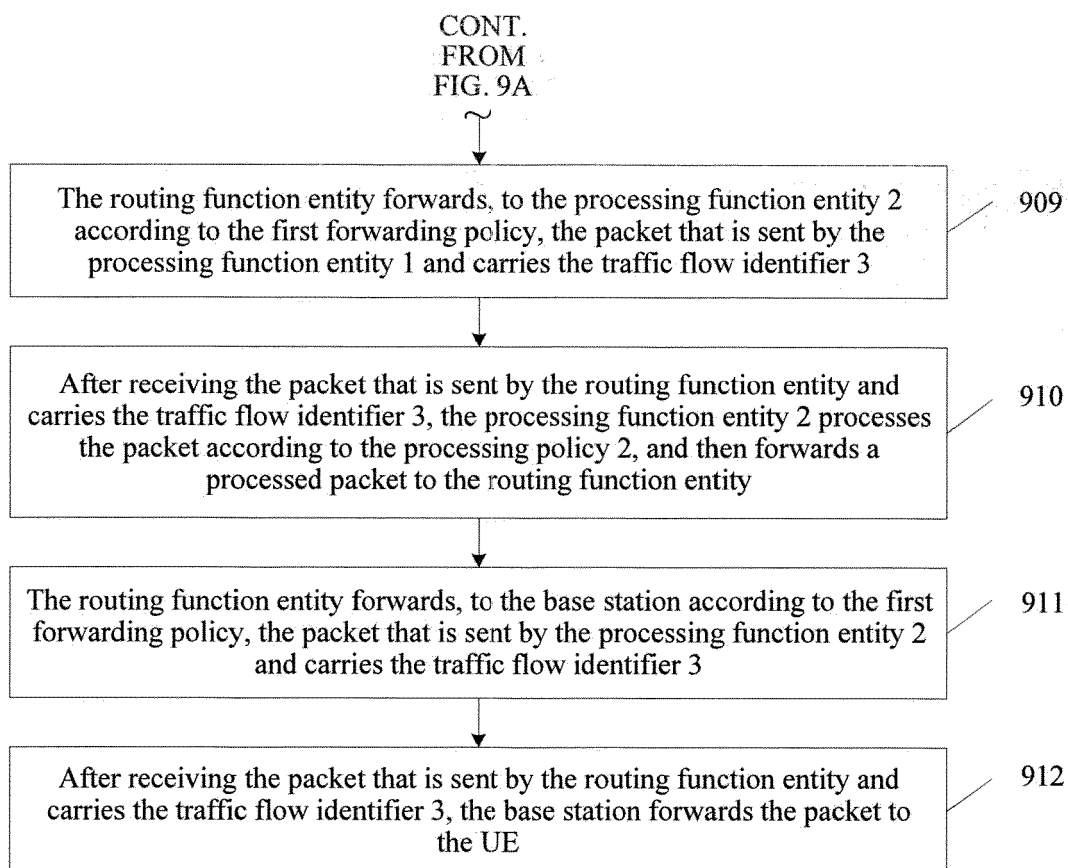 CONT.
FROM
FIG. 9A
The routing function entity forwards, to the processing function entity 2
according to the first forwarding policy, the packet that is sent by the
processing function entity 1 and carries the traffic flow identifier 3
909
After receiving the packet that is sent by the routing function entity and
carries the traffic flow identifier 3, the processing function entity 2 processes
the packet according to the processing policy 2, and then forwards a
processed packet to the routing function entity
910
The routing function entity forwards, to the base station according to the first
forwarding policy, the packet that is sent by the processing function entity 2
and carries the traffic flow identifier 3
911
After receiving the packet that is sent by the routing function entity and
carries the traffic flow identifier 3, the base station forwards the packet to
the UE
912